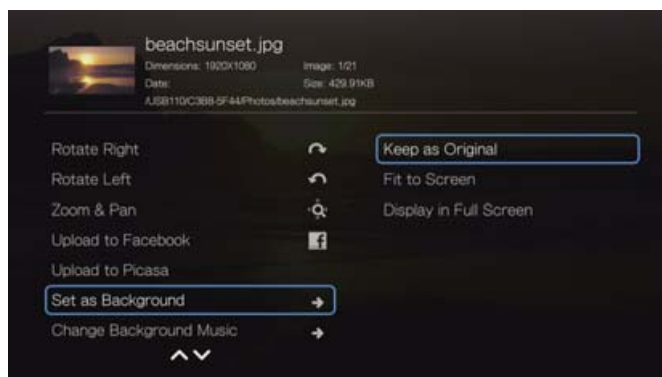 beachsunset.jpg
Dimensions: 1920X1080 Image: 1/21
Date: Size: 429.91KB
/USB110/C3B8-5F44/Photos/beachsunset.jpg
Rotate Right
Keep as Original
Rotate Left
Fit to Screen
Zoom & Pan
Display in Full Screen
Upload to Facebook
Upload to Picasa
Set as Background
Change Background Music